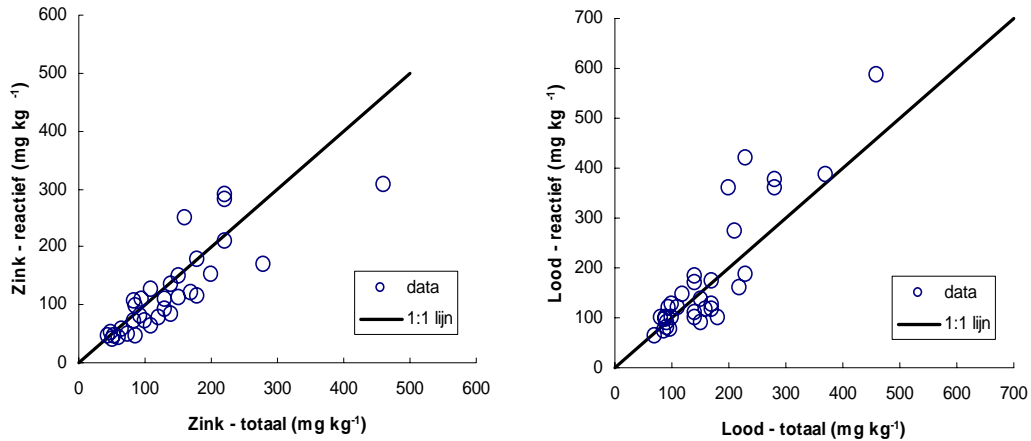 Zink - reactief (mg kg -1)
600
500
400
300
200
100
0
0 100 200 300 400 500 600
Zink - totaal (mg kg-1)
data
1:1 lijn
Lood - reactief (mg kg -1)
700
600
500
400
300
200
100
0
0 100 200 300 400 500 600 700
Lood - totaal (mg kg-1)
data
1:1 lijn